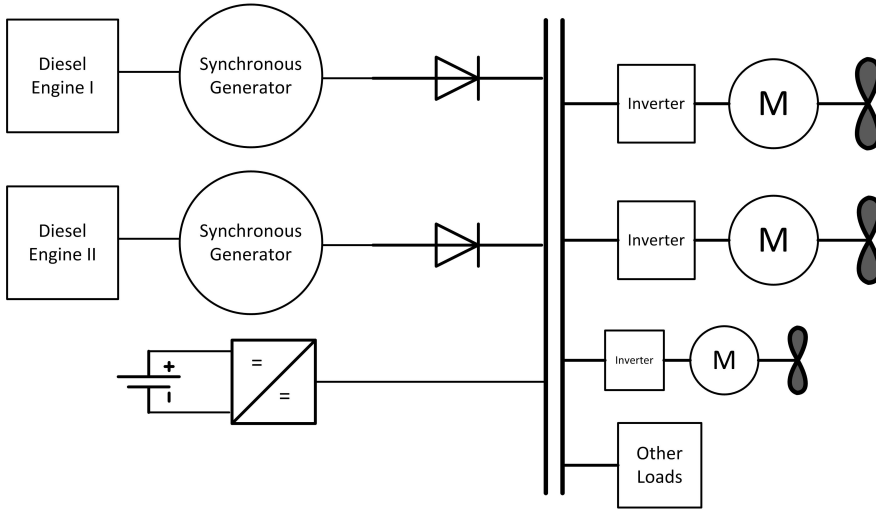 Diesel
Engine I
Synchronous
Generator
Inverter
M
Diesel
Engine II
Synchronous
Generator
Inverter
M
Inverter
M
+
=
=
Other
Loads